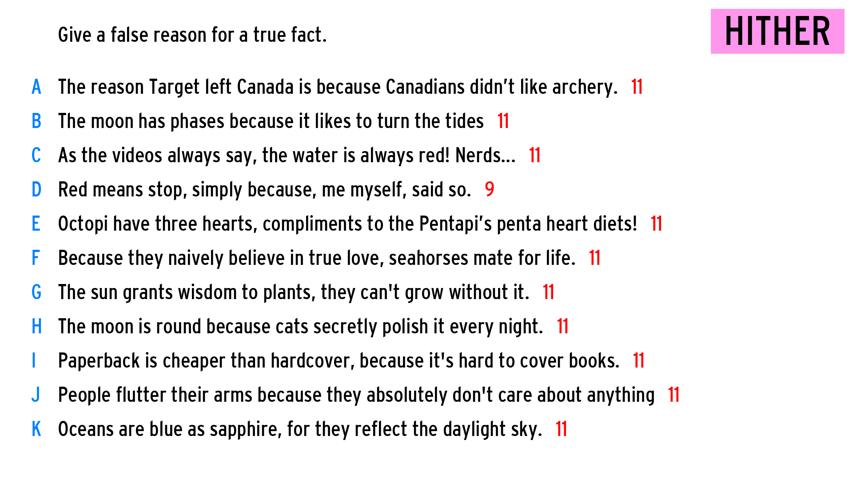 Give a false reason for a true fact.
HITHER
A The reason Target left Canada is because Canadians didn't like archery. 11
B The moon has phases because it likes to turn the tides 11
C As the videos always say, the water is always red! Nerds... 11
D Red means stop, simply because, me myself, said so. 9
E Octopi have three hearts, compliments to the Pentapi's penta heart diets! 11
F Because they naively believe in true love, seahorses mate for life. 11
G The sun grants wisdom to plants, they can't grow without it. 11
H The moon is round because cats secretly polish it every night. 11
I Paperback is cheaper than hardcover, because it's hard to cover books. 11
J People flutter their arms because they absolutely don't care about anything 11
K Oceans are blue as sapphire, for they reflect the daylight sky. 11